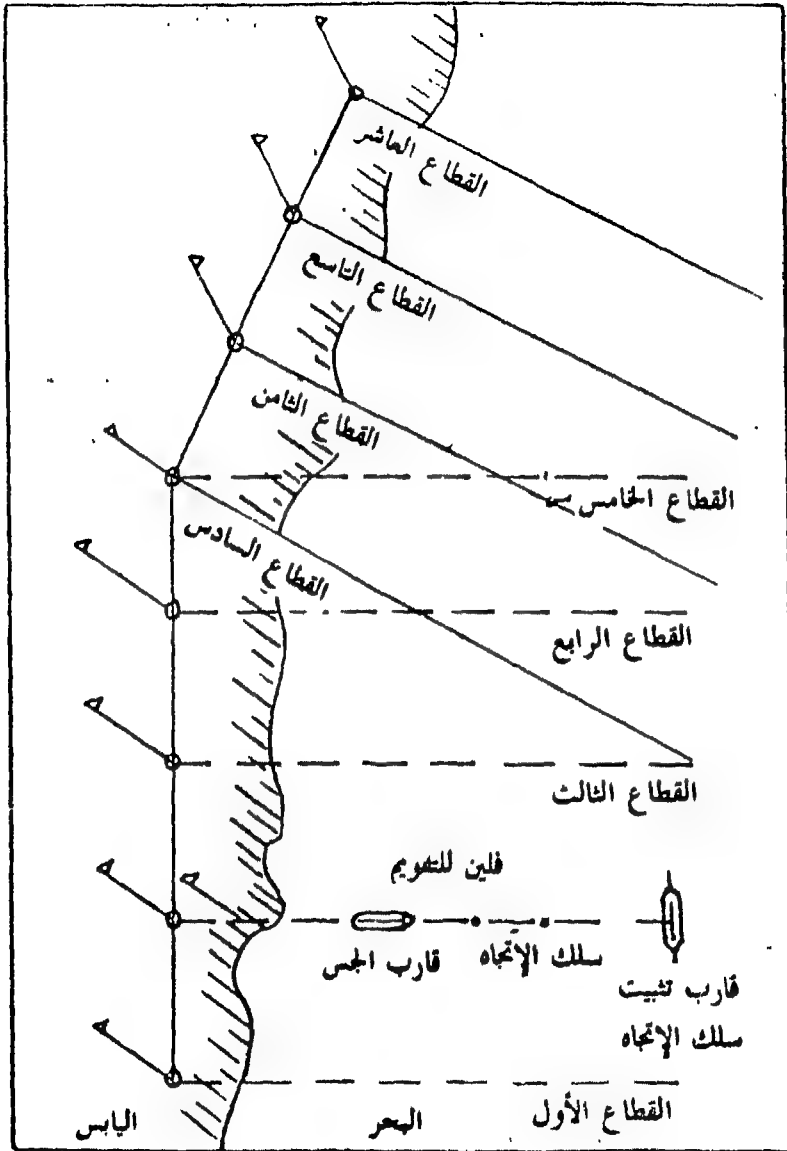 القطاع العاشر
القطاع التاسع
القطاع الثامن
القطاع الخامس
القطاع السادس
القطاع الرابع
القطاع الثالث
فلين للتعويم
قارب الجس
سلك الإتجاه
قارب تثبيت
سلك الإتجاه
القطاع الأول
البحر
اليابس